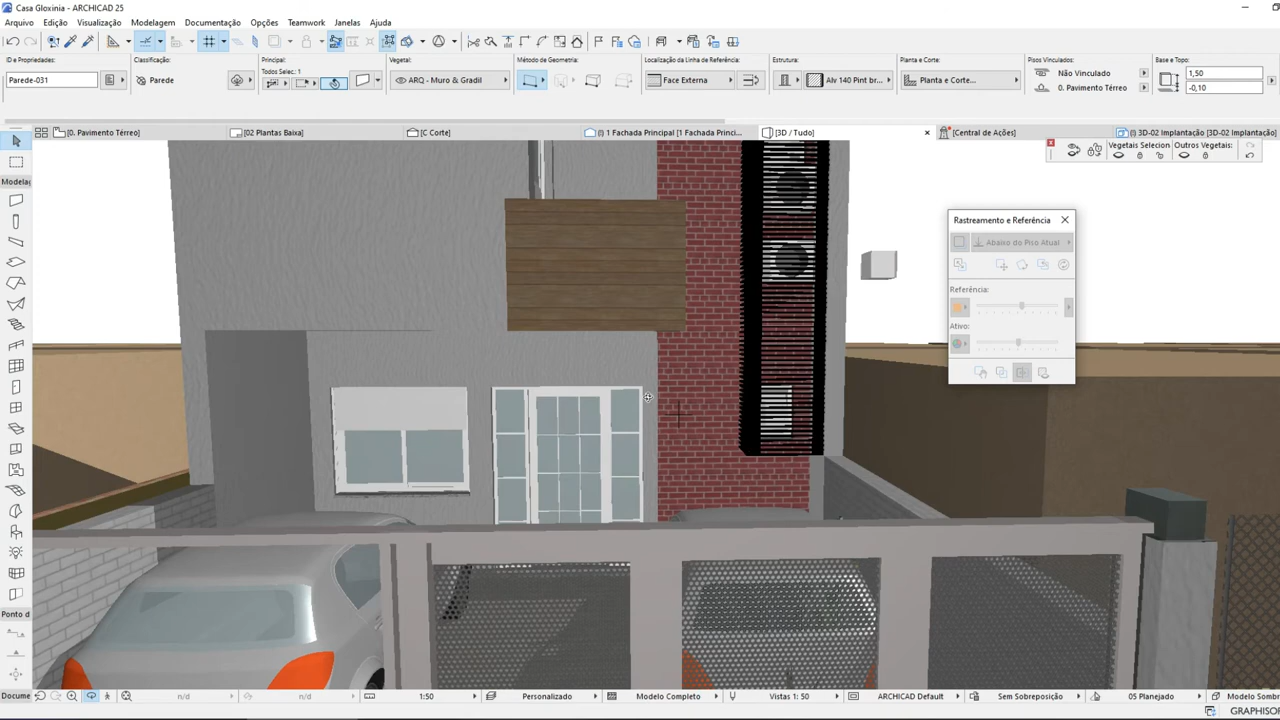 Casa Gloxinia - ARCHICAD 25
Arquivo Edição Visualização Modelagem Documentação Opções Teamwork Janelas Ajuda
ID e Propriedades: Classificação: Principal: Vegetal: Método de Geometria: Localização da Linha de Referência: Estrutura: Planta e Corte: Pisos Vinculados: Base e Topo:
Parede-031 Parede Todos Selec.: 1 ARQ - Muro & Gradil Face Externa Alv 140 Pint br... Planta e Corte... Não Vinculado 1,50
0. Pavimento Térreo -0,10
[0. Pavimento Térreo] [02 Plantas Baixa] [C Corte] (!) 1 Fachada Principal [1 Fachada Princi... [3D / Tudo] [Central de Ações] (!) 3D-02 Implantação [3D-02 Implantação]
Vegetais Selecion Outros Vegetais
Rastreamento e Referência
Abaixo do Piso Atual
Referência:
Ativo:
Ponto d
Docume n/d n/d 1:50 Personalizado Modelo Completo Vistas 1: 50 ARCHICAD Default Sem Sobreposição 05 Planejado Modelo Somb
GRAPHISOF